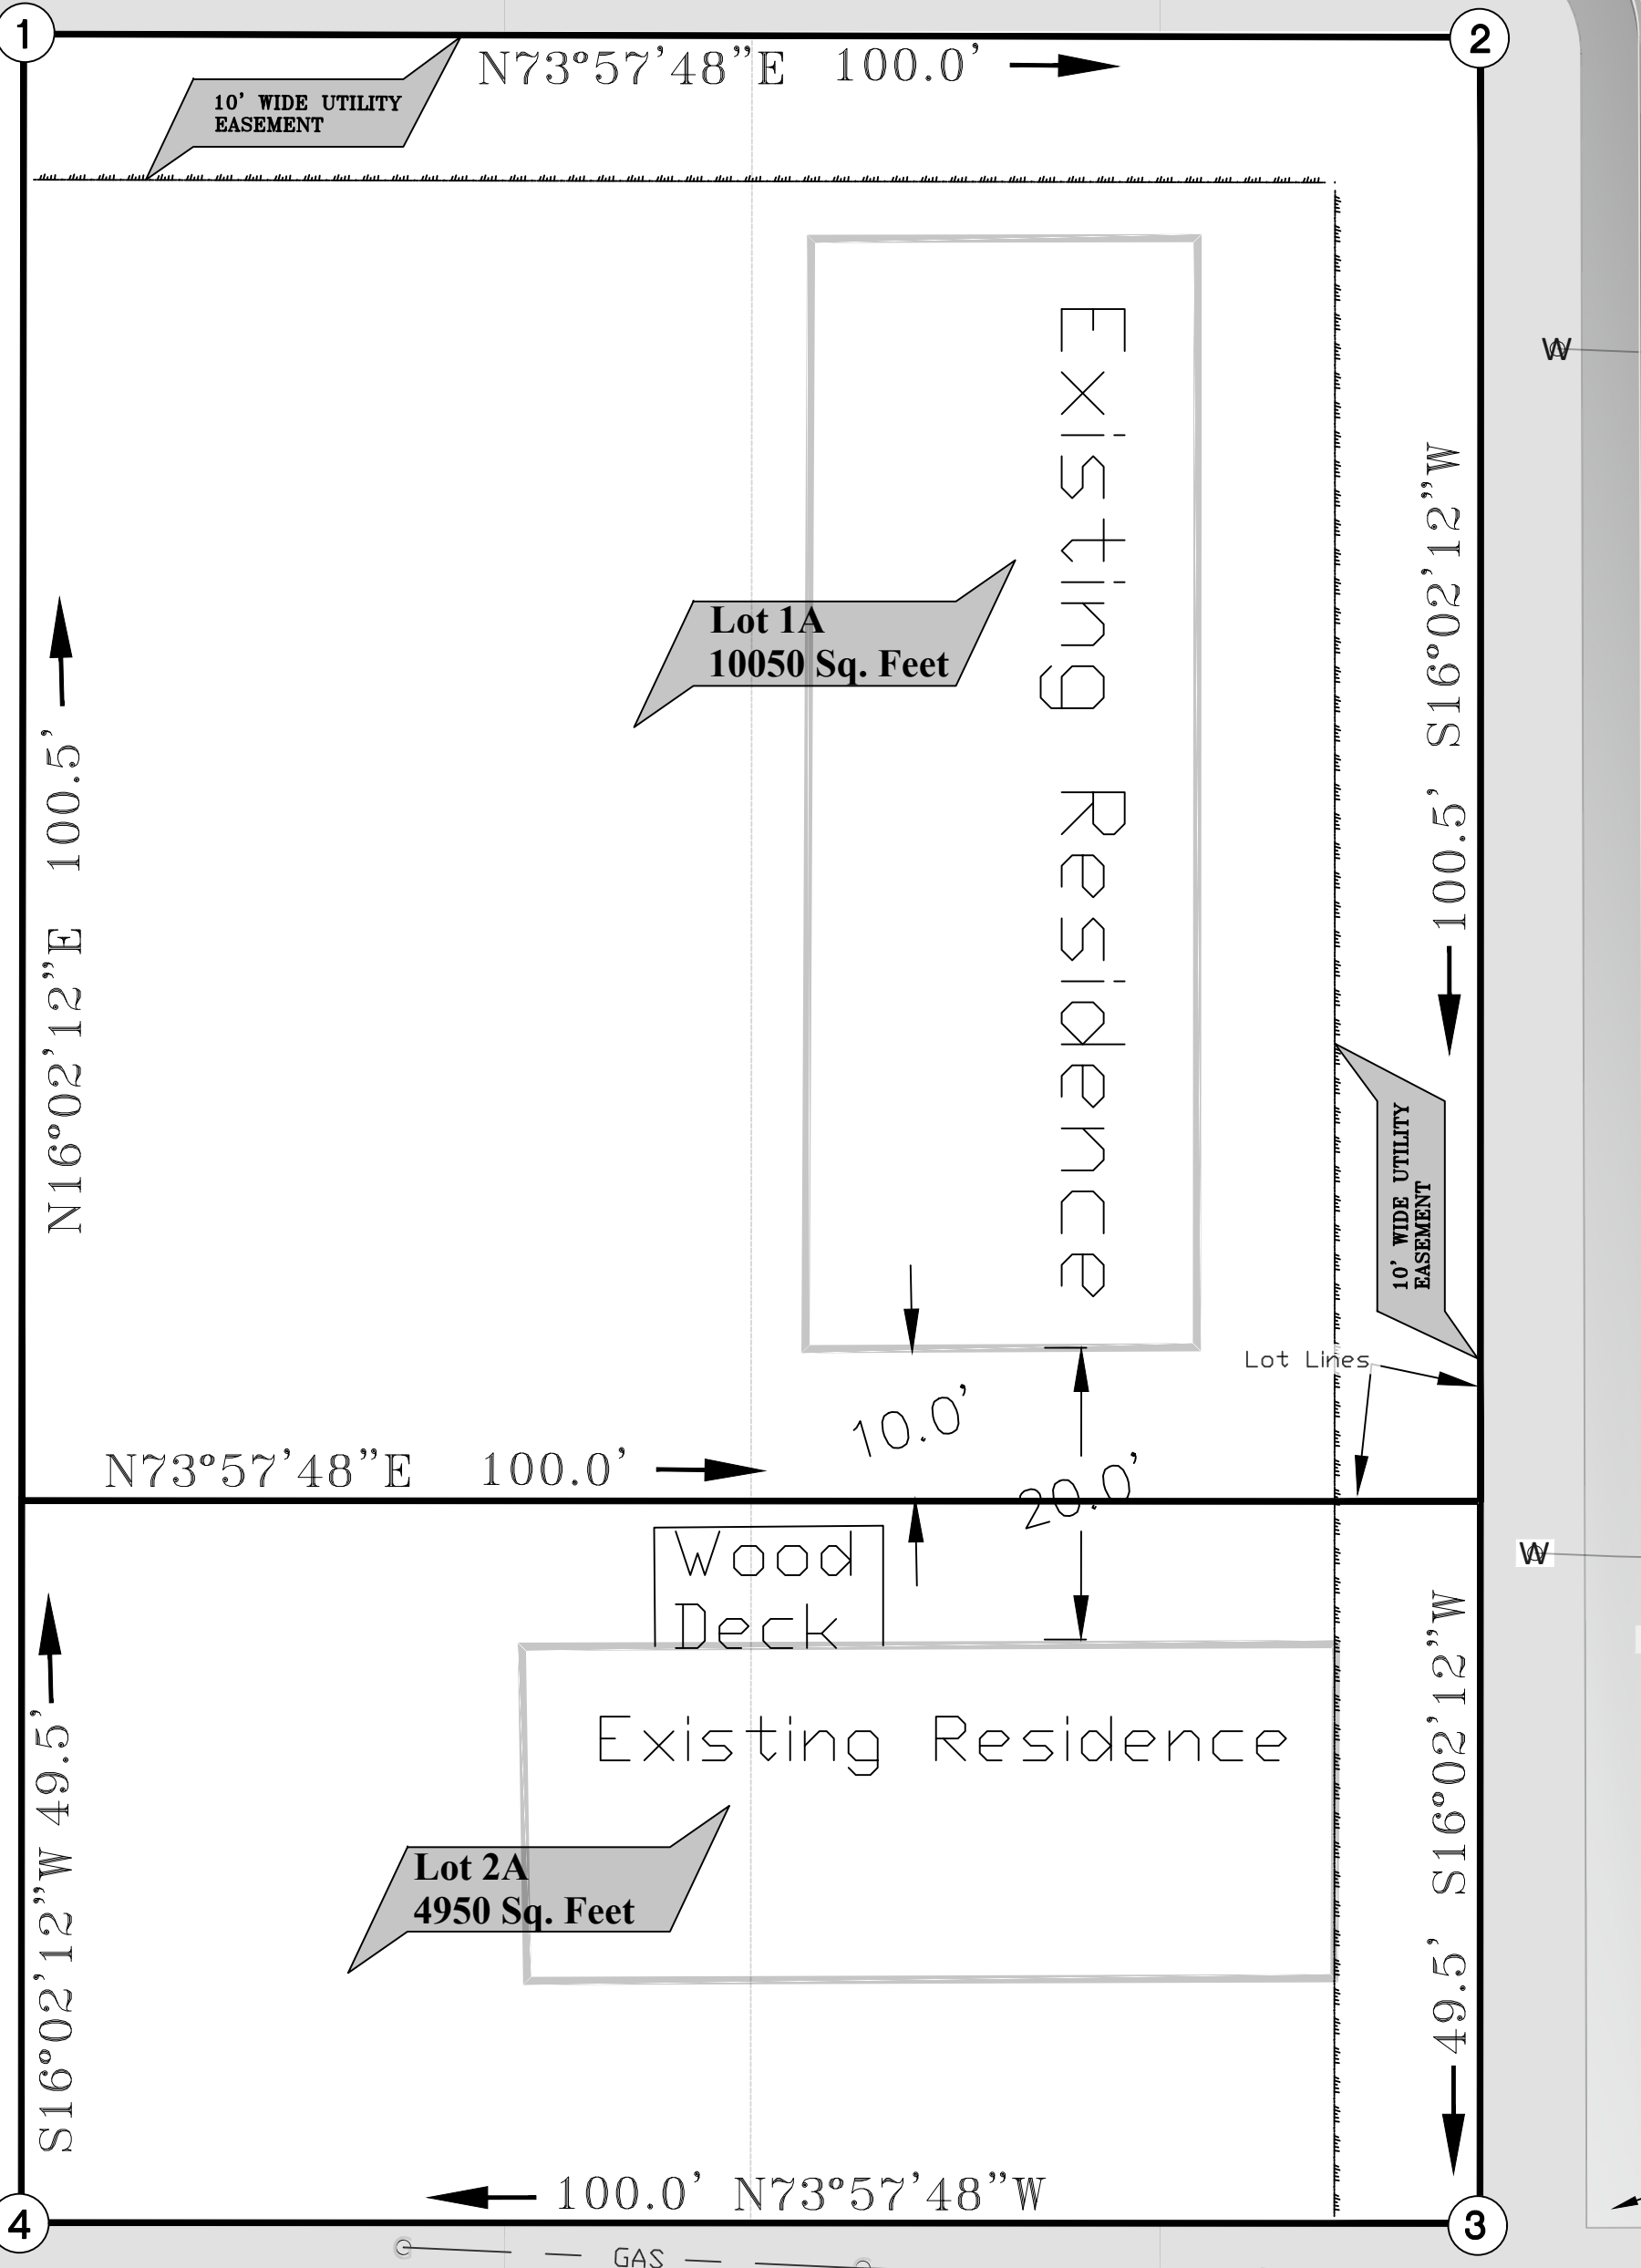 1
2
N73°57'48"E 100.0'
10' WIDE UTILITY
EASEMENT
W
Existing Residence
S16°02'12"W
100.5'
Lot 1A
10050 Sq. Feet
N16°02'12"E 100.5'
10' WIDE UTILITY
EASEMENT
Lot Lines
10.0'
N73°57'48"E 100.0'
20.0'
W
Wood
Deck
Existing Residence
S16°02'12"W 49.5'
49.5' S16°02'12"W
Lot 2A
4950 Sq. Feet
100.0' N73°57'48"W
4
3
GAS